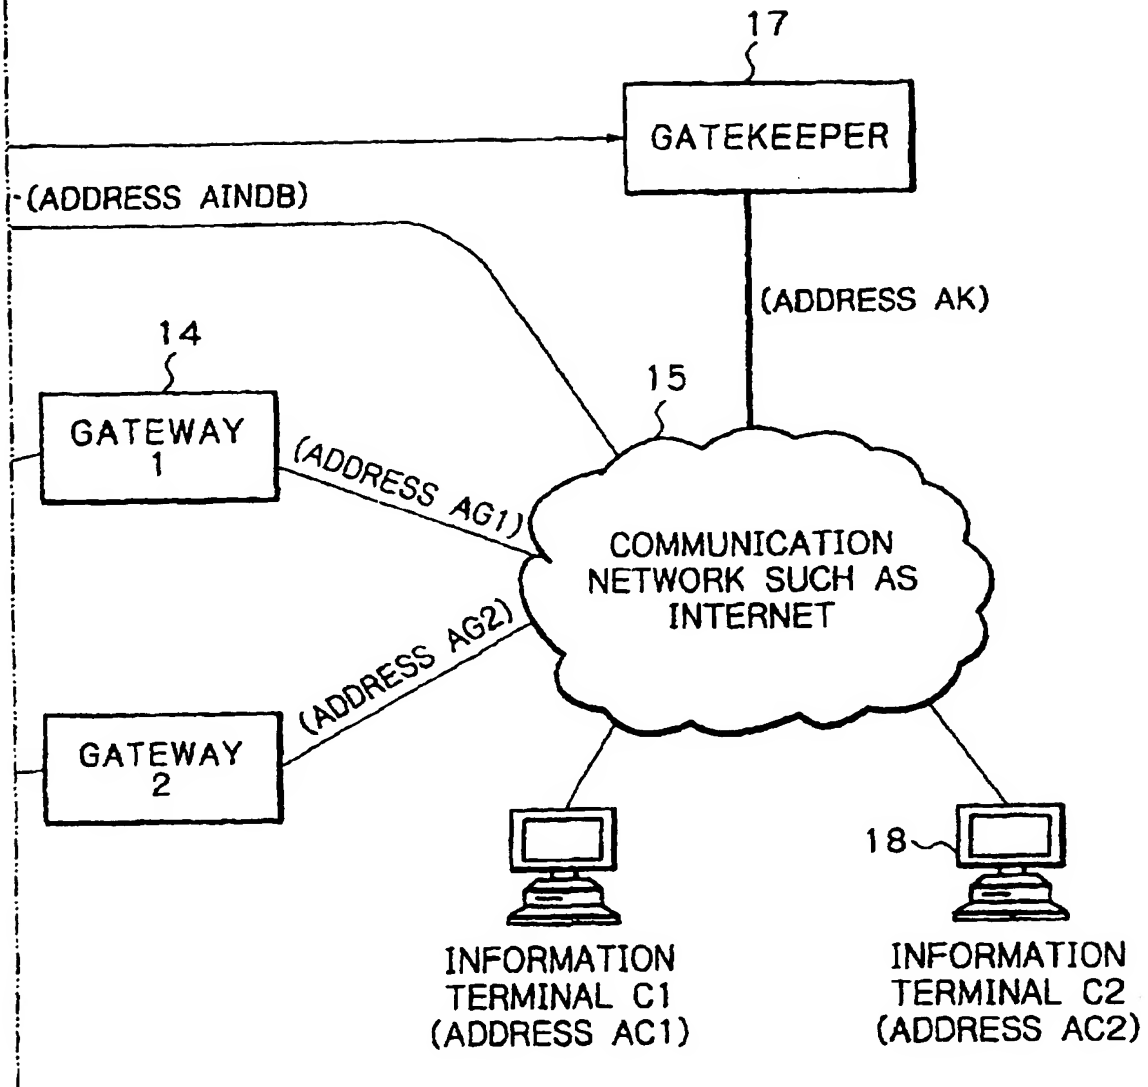 17
GATEKEEPER
(ADDRESS AINDB)
(ADDRESS AK)
14
15
GATEWAY
1
(ADDRESS AG1)
COMMUNICATION
NETWORK SUCH AS
INTERNET
(ADDRESS AG2)
GATEWAY
2
18
INFORMATION
TERMINAL C1
(ADDRESS AC1)
INFORMATION
TERMINAL C2
(ADDRESS AC2)